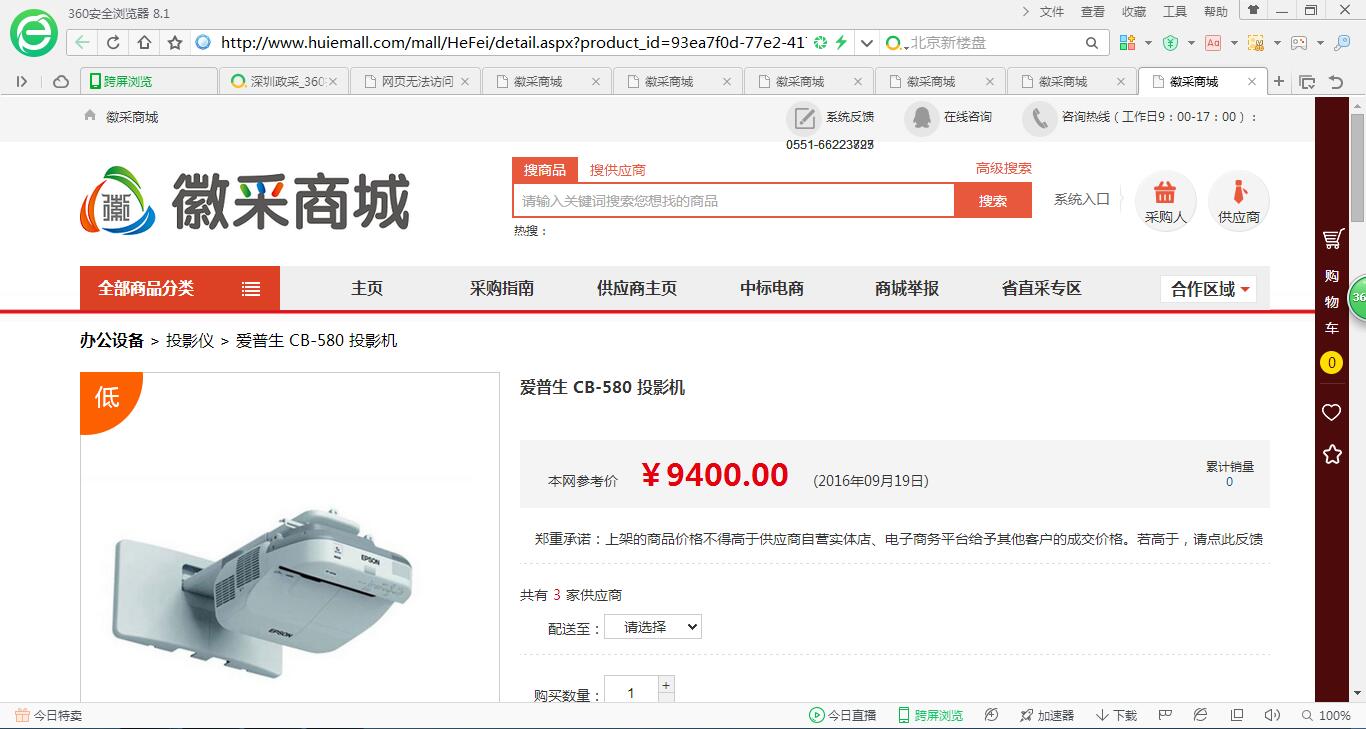 360安全浏览器 8.1
文件 查看 收藏 工具 帮助
http://www.huiemall.com/mall/HeFei/detail.aspx?product_id=93ea7f0d-77e2-41
北京新楼盘
跨屏浏览
深圳政采_360
网页无法访问
徽采商城
徽采商城
徽采商城
徽采商城
徽采商城
徽采商城
徽采商城
系统反馈
在线咨询
咨询热线（工作日9：00-17：00）：
0551-66223
徽
徽采商城
搜商品
搜供应商
高级搜索
请输入关键词搜索您想找的商品
搜索
热搜：
系统入口
采购人
供应商
全部商品分类
主页
采购指南
供应商主页
中标电商
商城举报
省直采专区
合作区域
办公设备 > 投影仪 > 爱普生 CB-580 投影机
低
EPSON
EPSON
爱普生 CB-580 投影机
本网参考价
￥9400.00
(2016年09月19日)
累计销量
0
郑重承诺：上架的商品价格不得高于供应商自营实体店、电子商务平台给予其他客户的成交价格。若高于，请点此反馈
共有 3 家供应商
配送至：
请选择
购买数量：
1
+
购
物
车
0
36
今日特卖
今日直播
跨屏浏览
加速器
下载
100%